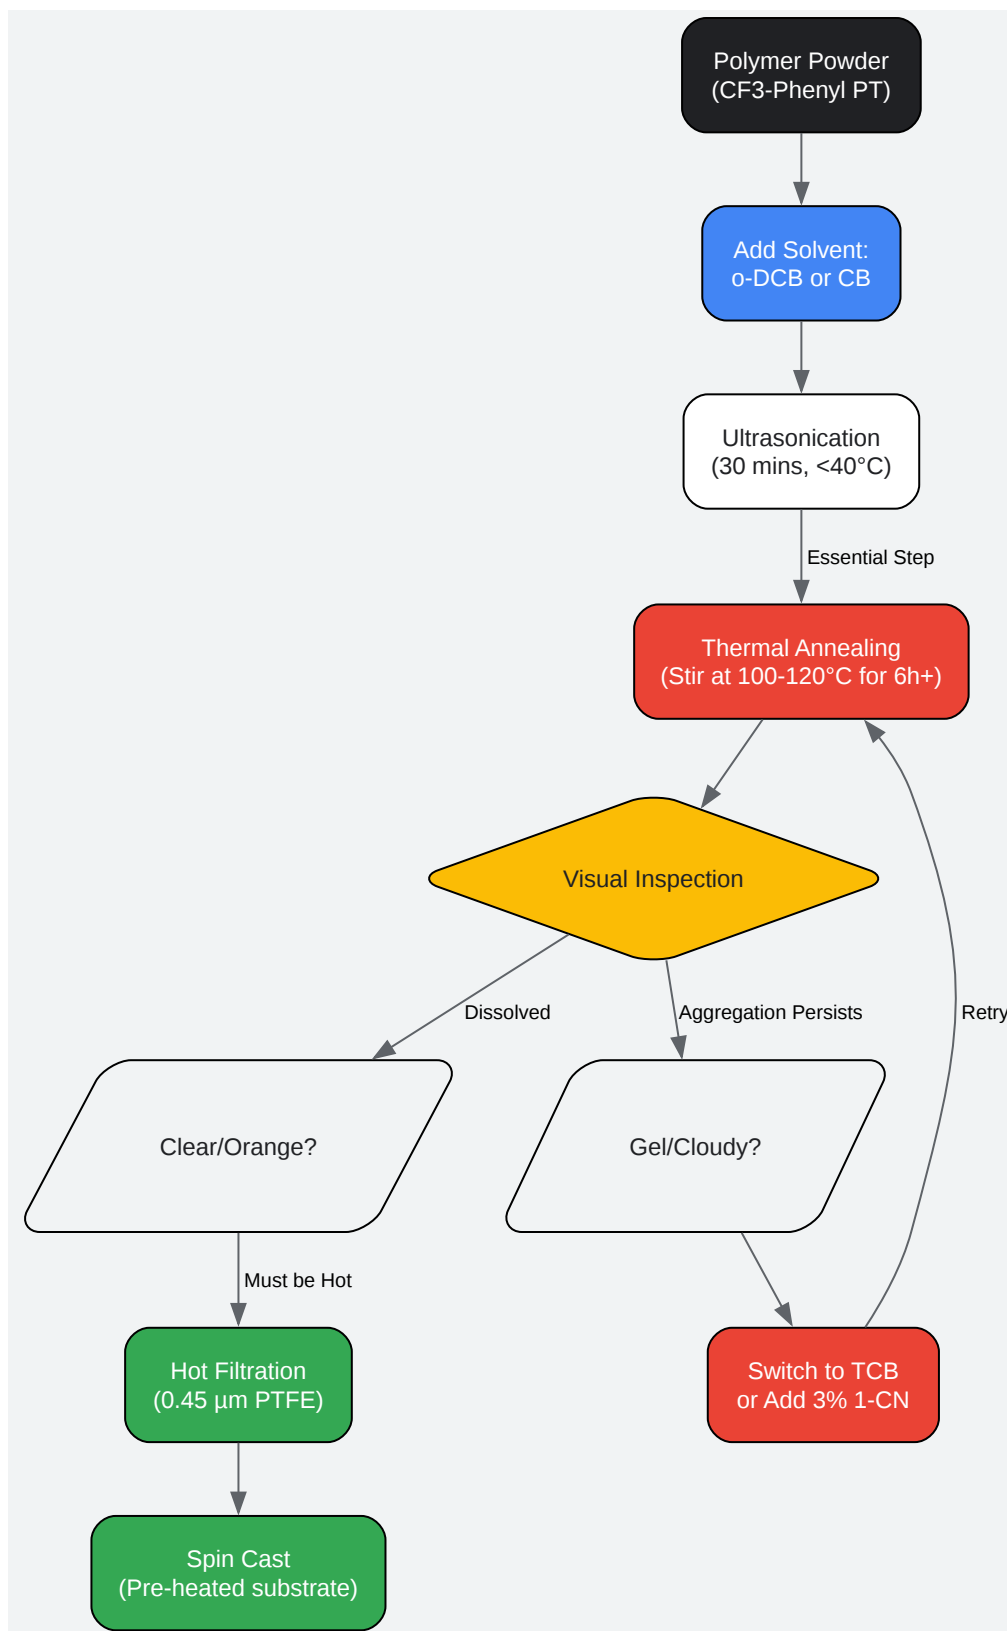 Polymer Powder
(CF3-Phenyl PT)
Add Solvent:
o-DCB or CB
Ultrasonication
(30 mins, <40°C)
Essential Step
Thermal Annealing
(Stir at 100-120°C for 6h+)
Visual Inspection
Dissolved
Aggregation Persists
Retry
Clear/Orange?
Gel/Cloudy?
Must be Hot
Hot Filtration
(0.45 µm PTFE)
Switch to TCB
or Add 3% 1-CN
Spin Cast
(Pre-heated substrate)